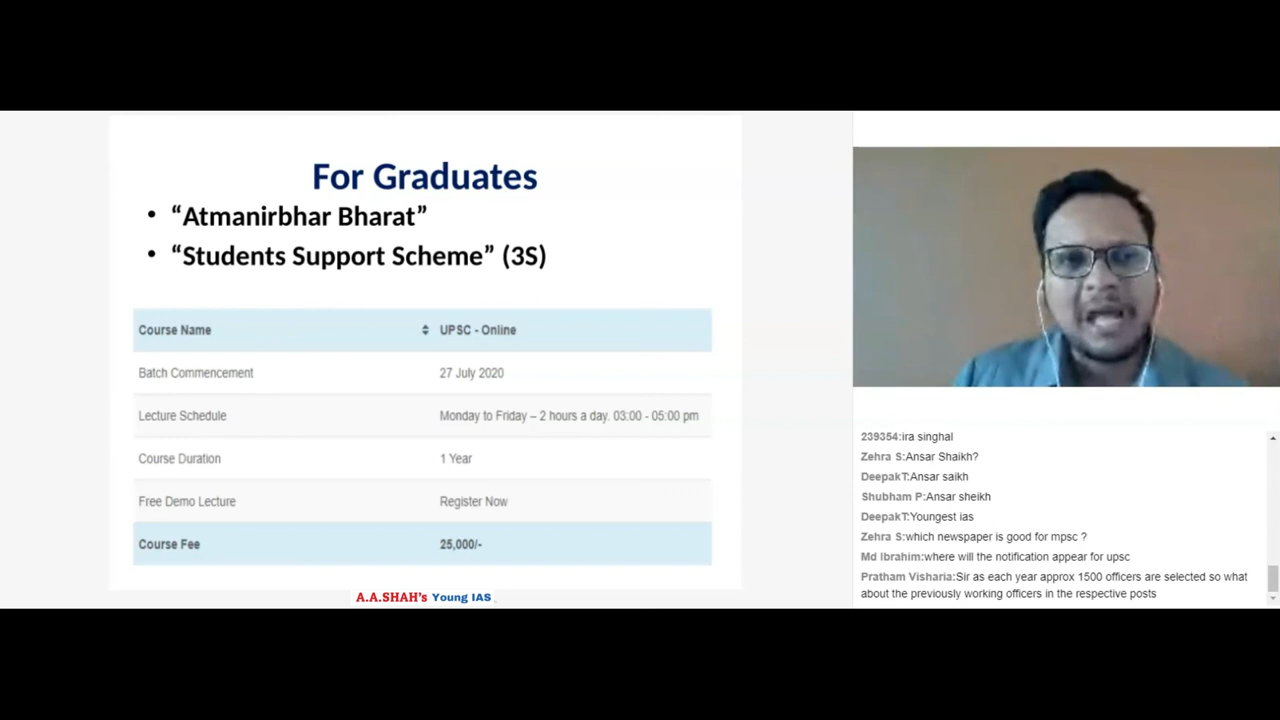 For Graduates
• “Atmanirbhar Bharat”
• “Students Support Scheme” (3S)
Course Name UPSC - Online
Batch Commencement 27 July 2020
Lecture Schedule Monday to Friday – 2 hours a day. 03:00 - 05:00 pm
Course Duration 1 Year
Free Demo Lecture Register Now
Course Fee 25,000/-
A.A.SHAH's Young IAS
239354:ira singhal
Zehra S:Ansar Shaikh?
DeepakT:Ansar saikh
Shubham P:Ansar sheikh
DeepakT:Youngest ias
Zehra S:which newspaper is good for mpsc ?
Md Ibrahim:where will the notification appear for upsc
Pratham Visharia:Sir as each year approx 1500 officers are selected so what
about the previously working officers in the respective posts